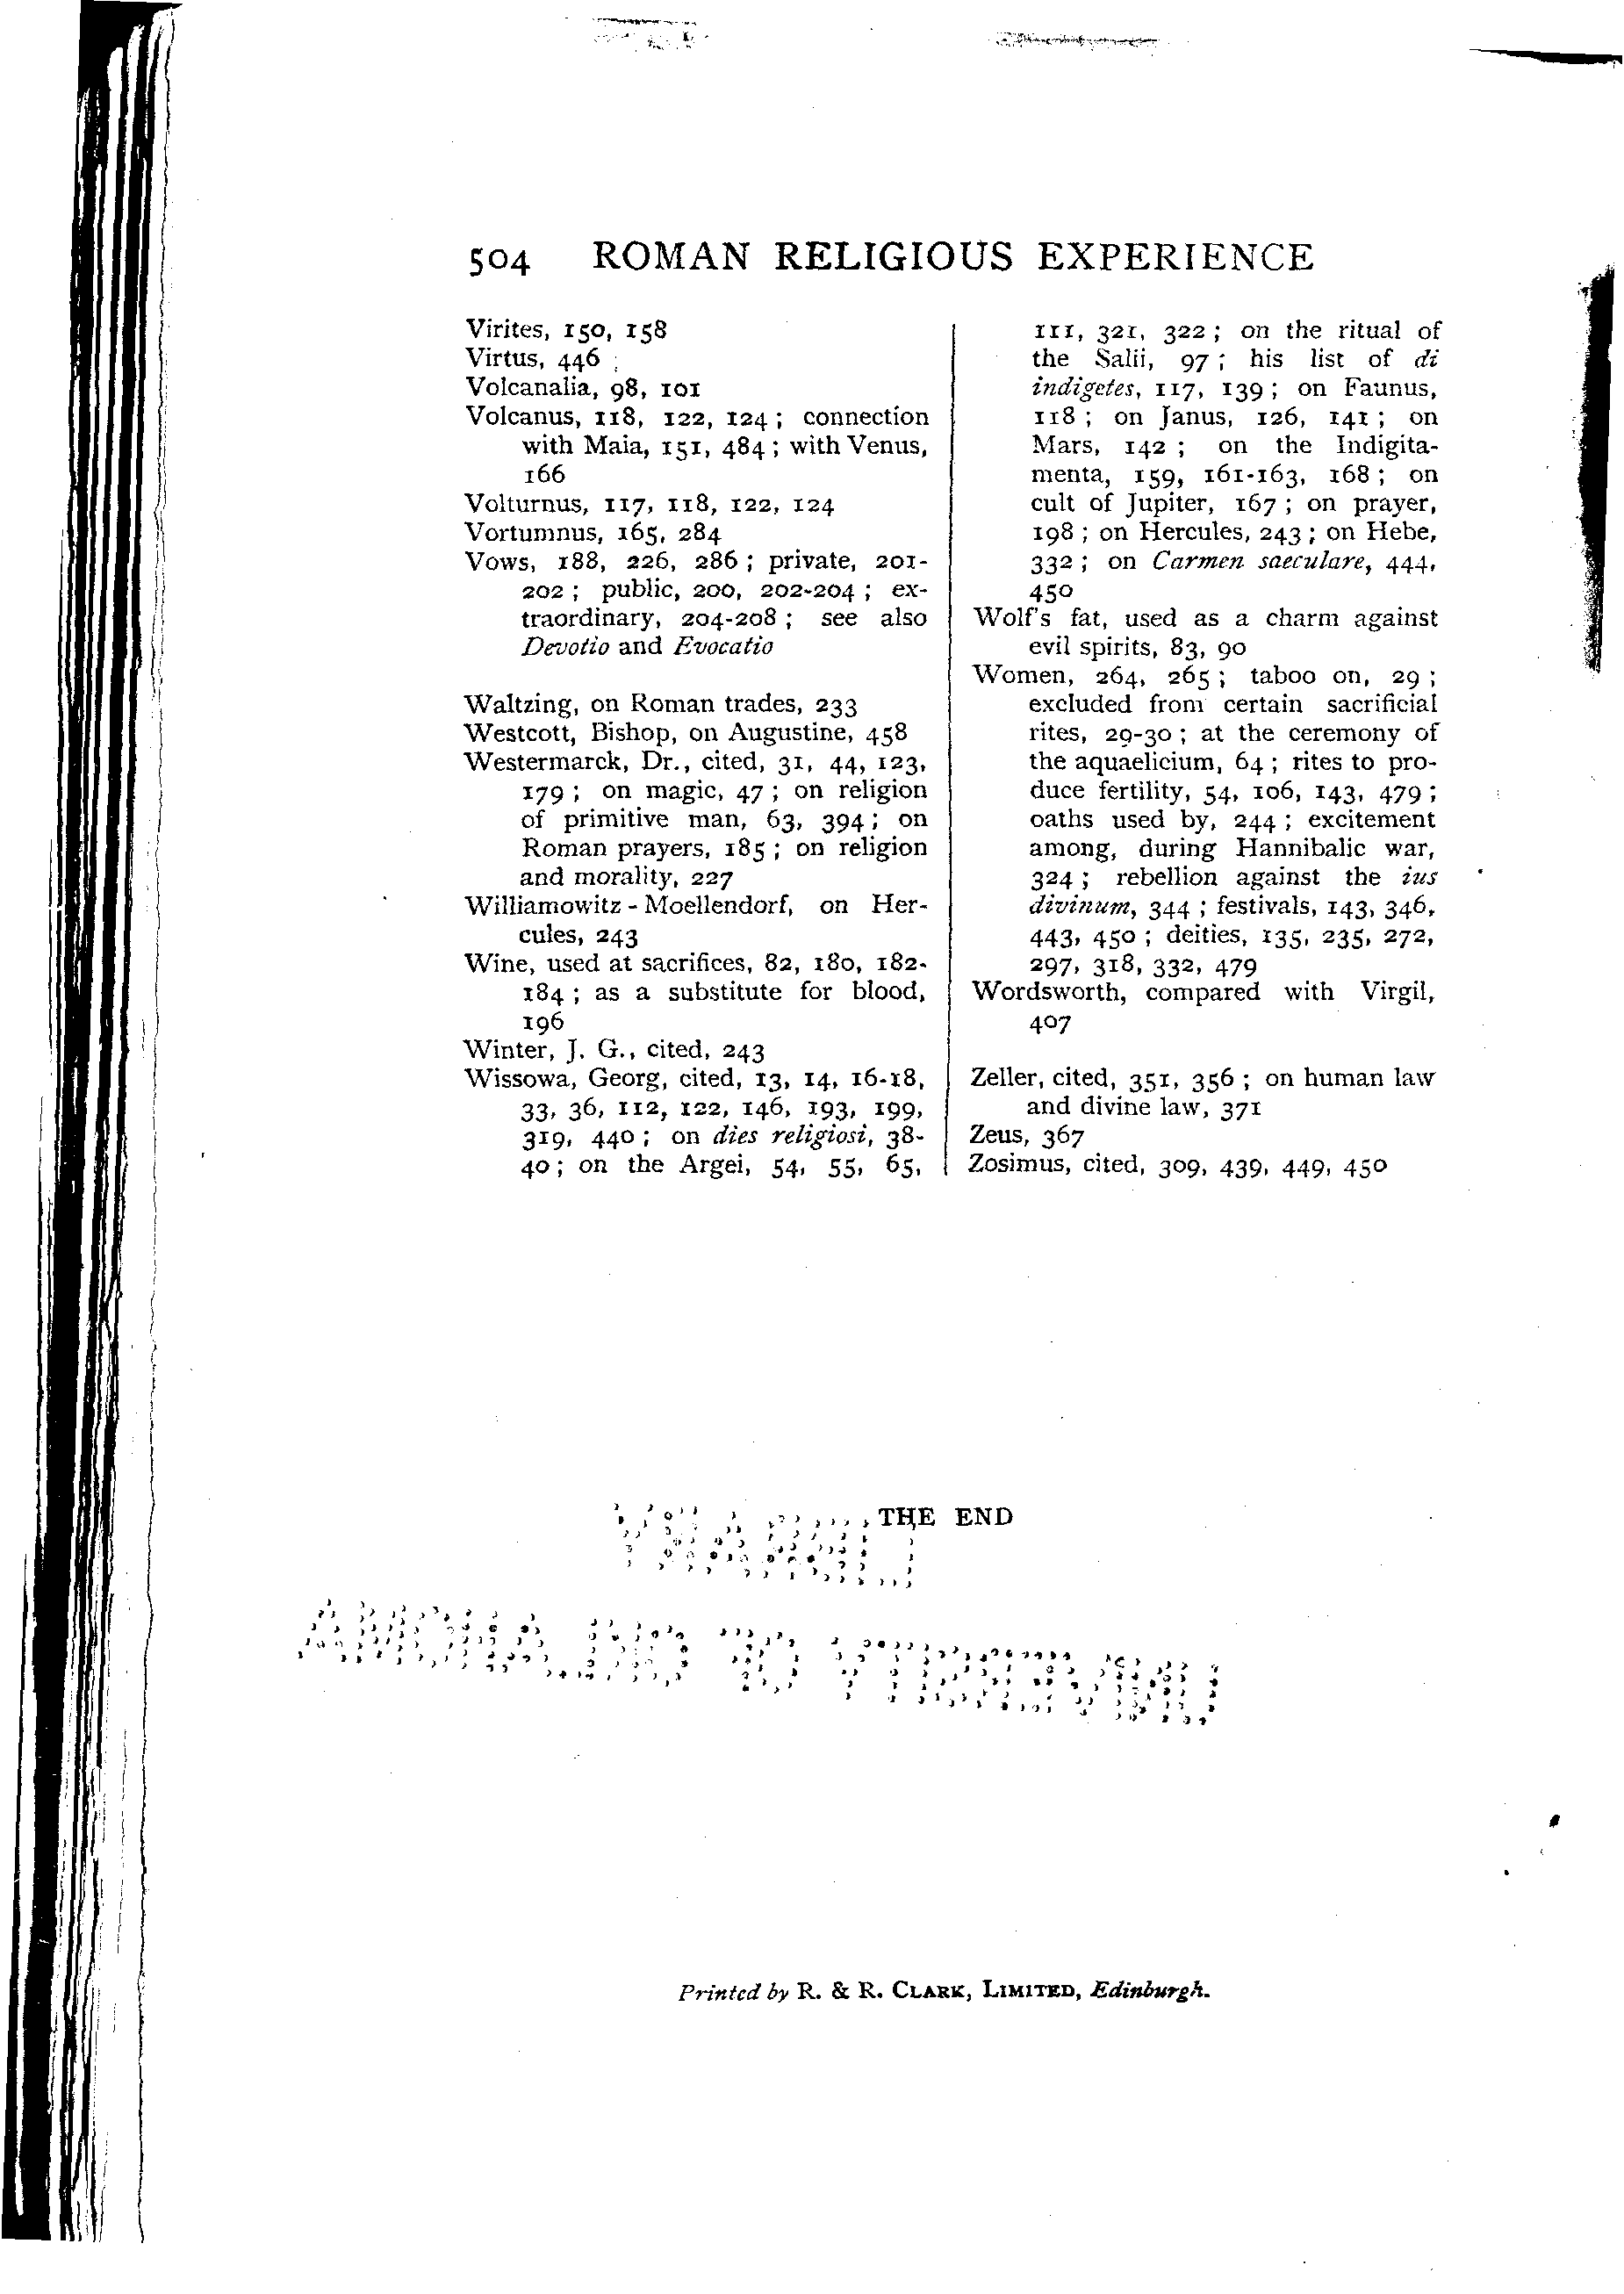 504 ROMAN RELIGIOUS EXPERIENCE
Virites, 150, 158
Virtus, 446
Volcanalia, 98, 101
Volcanus, 118, 122, 124; connection
with Maia, 151, 484; with Venus,
166
Volturnus, 117, 118, 122, 124
Vortumnus, 165, 284
Vows, 188, 226, 286; private, 201-
202; public, 200, 202-204; ex-
traordinary, 204-208; see also
Devotio and Evocatio
Waltzing, on Roman trades, 233
Westcott, Bishop, on Augustine, 458
Westermarck, Dr., cited, 31, 44, 123,
179; on magic, 47; on religion
of primitive man, 63, 394; on
Roman prayers, 185; on religion
and morality, 227
Williamowitz-Moellendorf, on Her-
cules, 243
Wine, used at sacrifices, 82, 180, 182-
184; as a substitute for blood,
196
Winter, J. G., cited, 243
Wissowa, Georg, cited, 13, 14, 16-18,
33, 36, 112, 122, 146, 193, 199,
319, 440; on dies religiosi, 38-
40; on the Argei, 54, 55, 65,
111, 321, 322; on the ritual of
the Salii, 97; his list of di
indigetes, 117, 139; on Faunus,
118; on Janus, 126, 141; on
Mars, 142; on the Indigita-
menta, 159, 161-163, 168; on
cult of Jupiter, 167; on prayer,
198; on Hercules, 243; on Hebe,
332; on Carmen saeculare, 444,
450
Wolf's fat, used as a charm against
evil spirits, 83, 90
Women, 264, 265; taboo on, 29;
excluded from certain sacrificial
rites, 29-30; at the ceremony of
the aquaelicium, 64; rites to pro-
duce fertility, 54, 106, 143, 479;
oaths used by, 244; excitement
among, during Hannibalic war,
324; rebellion against the ius
divinum, 344; festivals, 143, 346,
443, 450; deities, 135, 235, 272,
297, 318, 332, 479
Wordsworth, compared with Virgil,
407
Zeller, cited, 351, 356; on human law
and divine law, 371
Zeus, 367
Zosimus, cited, 309, 439, 449, 450
THE END
Printed by R. & R. CLARK, LIMITED, Edinburgh.